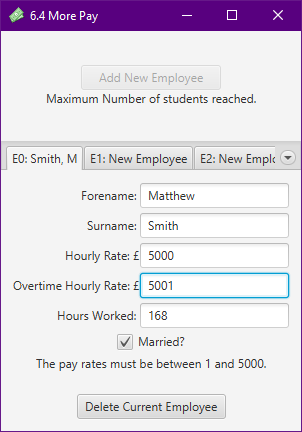 6.4 More Pay
Add New Employee
Maximum Number of students reached.
E0: Smith, M E1: New Employee E2: New Emplo
Forename: Matthew
Surname: Smith
Hourly Rate: £ 5000
Overtime Hourly Rate: £ 5001
Hours Worked: 168
Married?
The pay rates must be between 1 and 5000.
Delete Current Employee